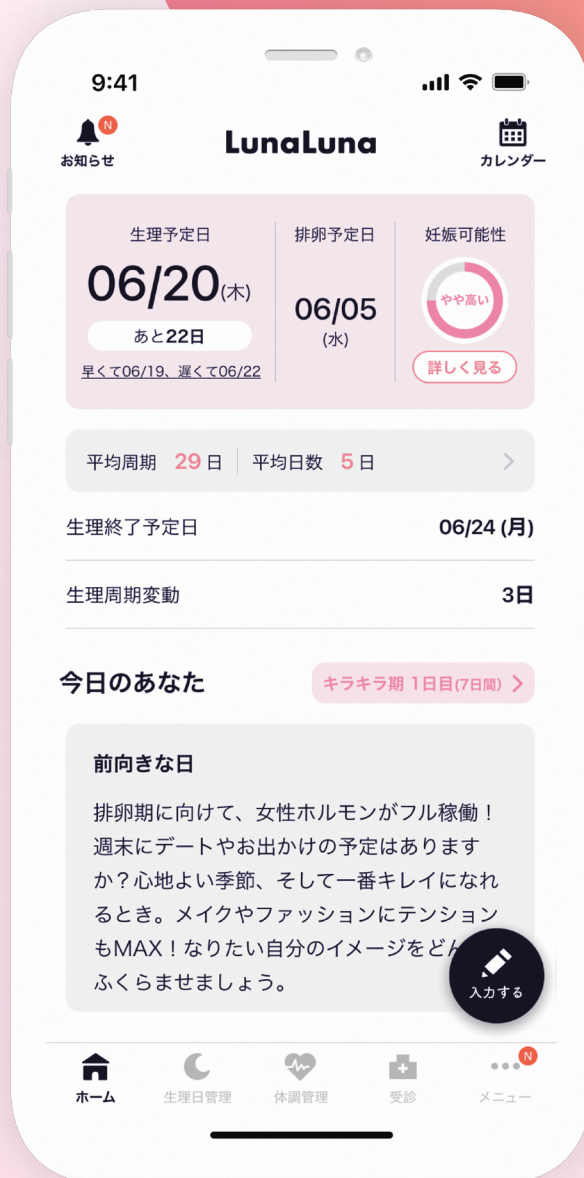 9:41
N
お知らせ
LunaLuna
カレンダー
生理予定日
06/20(木)
あと22日
早くて06/19、遅くて06/22
排卵予定日
06/05
(水)
妊娠可能性
やや高い
詳しく見る
平均周期 29日 平均日数 5日
生理終了予定日 06/24 (月)
生理周期変動 3日
今日のあなた キラキラ期 1日目(7日間)
前向きな日
排卵期に向けて、女性ホルモンがフル稼働！
週末にデートやお出かけの予定はあります
か？心地よい季節、そして一番キレイになれ
るとき。メイクやファッションにテンション
もMAX！なりたい自分のイメージをどん
ふくらませましょう。
入力する
ホーム
生理日管理
体調管理
受診
N
メニュー